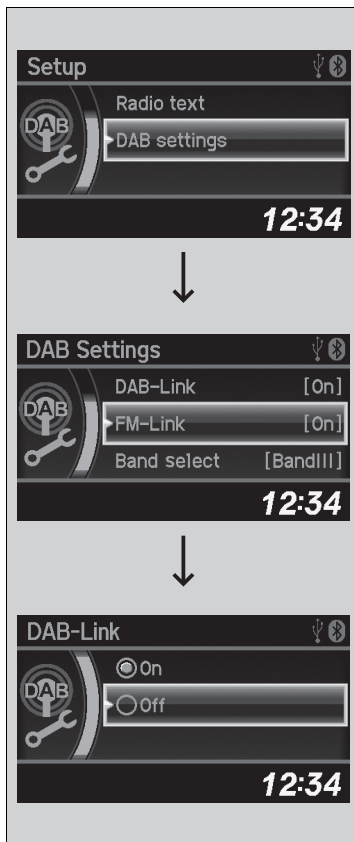 Setup
DAB
Radio text
DAB settings
12:34
DAB Settings
DAB
DAB-Link [On]
FM-Link [On]
Band select [BandIII]
12:34
DAB-Link
DAB
On
Off
12:34